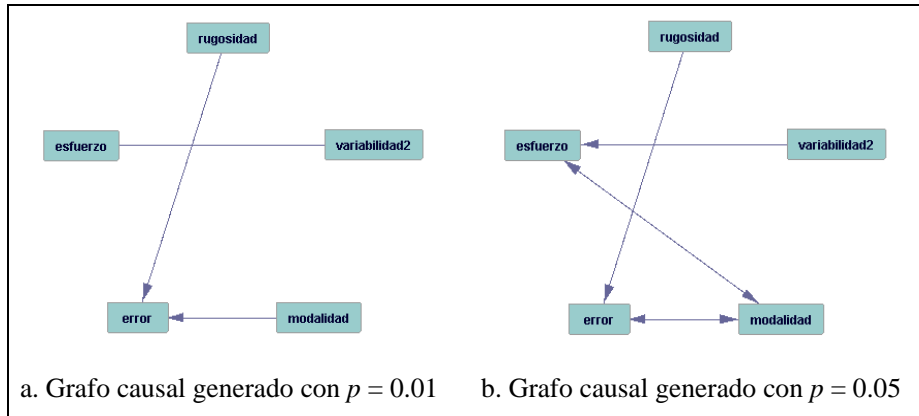 rugosidad
esfuerzo
variabilidad2
error
modalidad
a. Grafo causal generado con p = 0.01
rugosidad
esfuerzo
variabilidad2
error
modalidad
b. Grafo causal generado con p = 0.05